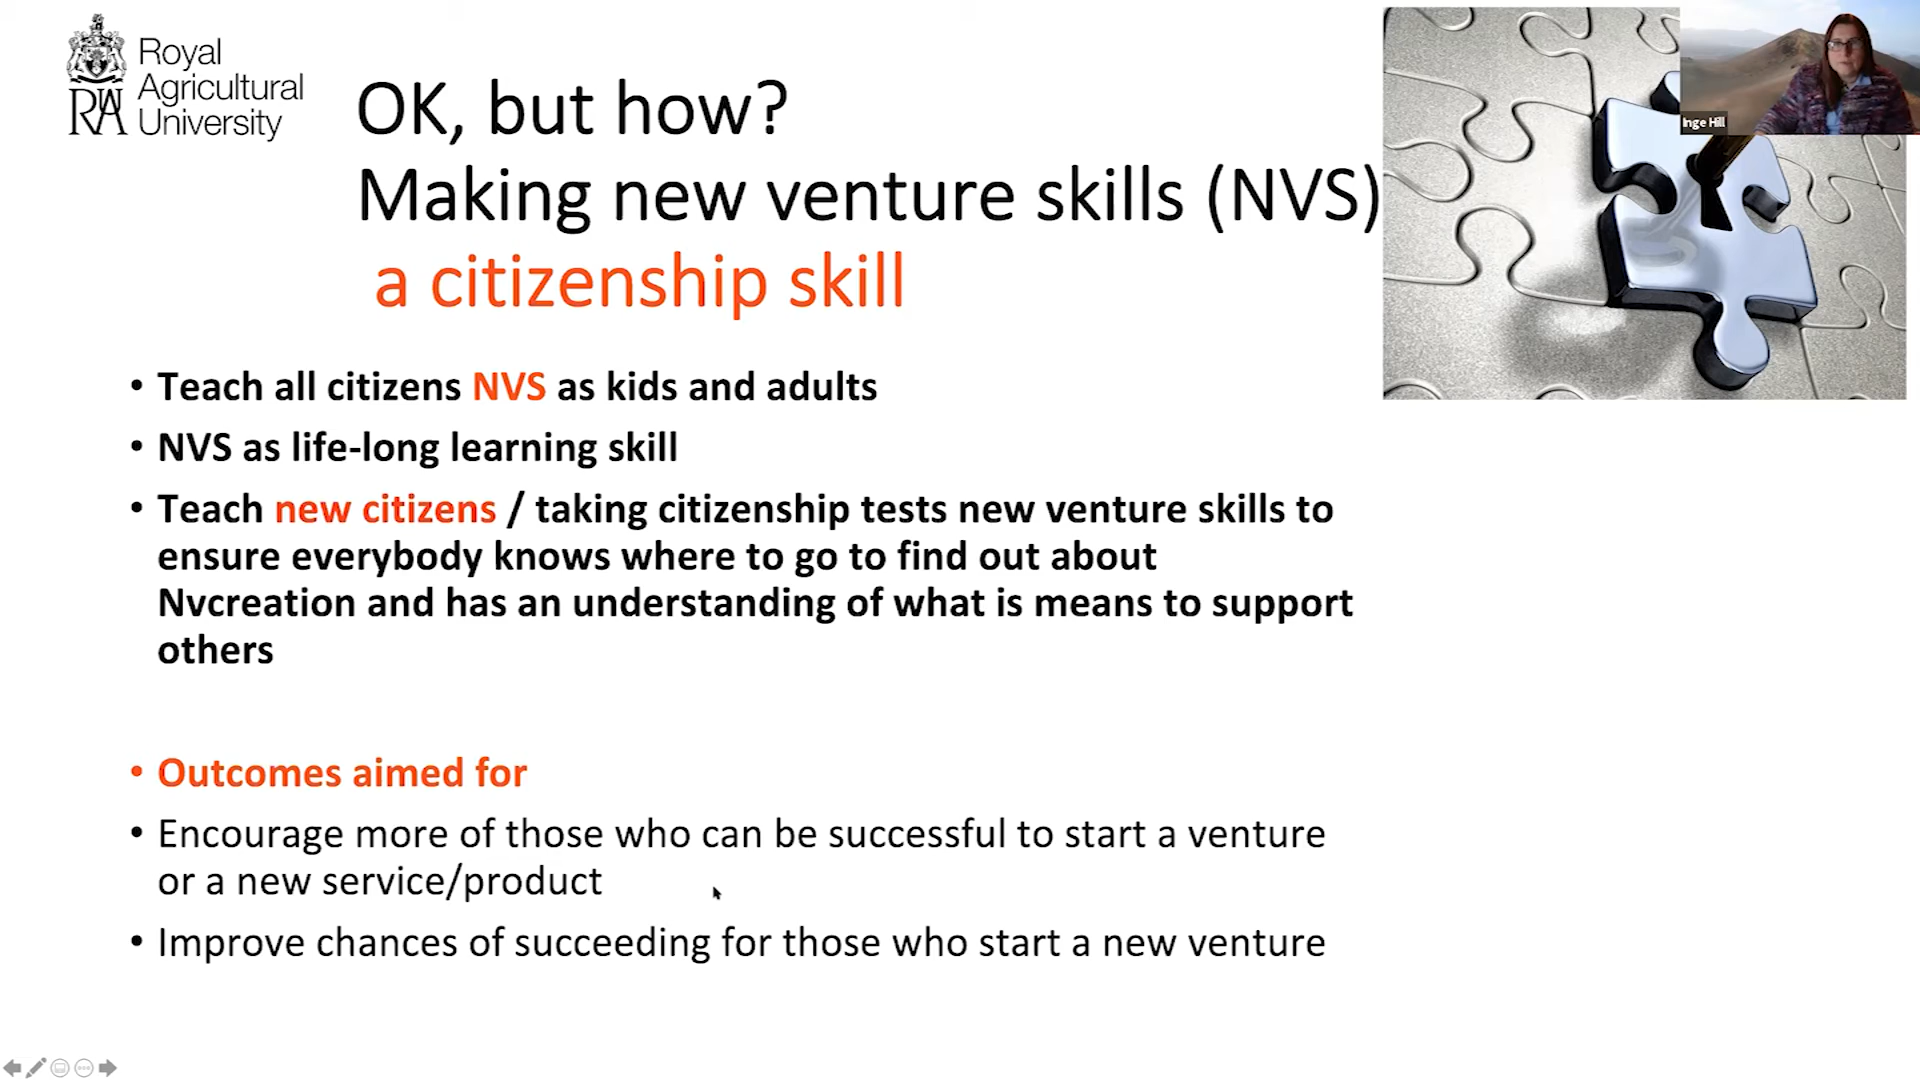 Royal
Agricultural
University
RAU
OK, but how?
Making new venture skills (NVS)
a citizenship skill
Inge Hill
• Teach all citizens NVS as kids and adults
• NVS as life-long learning skill
• Teach new citizens / taking citizenship tests new venture skills to
ensure everybody knows where to go to find out about
Nvcreation and has an understanding of what is means to support
others
• Outcomes aimed for
• Encourage more of those who can be successful to start a venture
or a new service/product
• Improve chances of succeeding for those who start a new venture